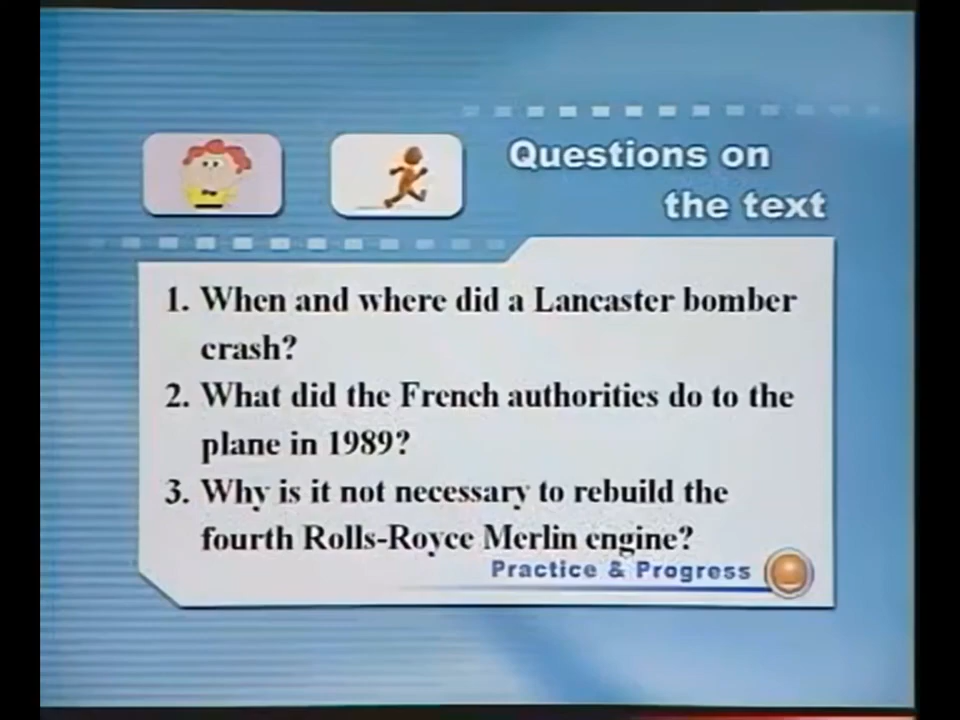 Questions on
the text
1. When and where did a Lancaster bomber
crash?
2. What did the French authorities do to the
plane in 1989?
3. Why is it not necessary to rebuild the
fourth Rolls-Royce Merlin engine?
Practice & Progress